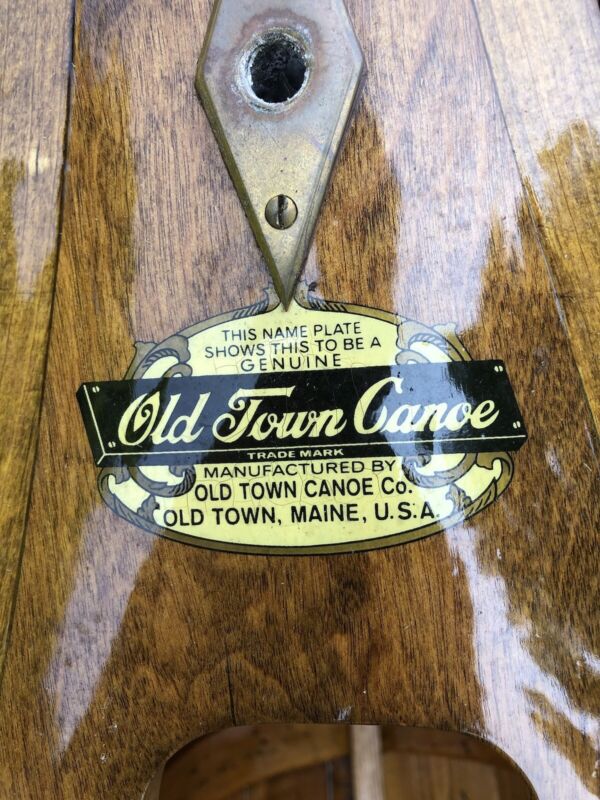 THIS NAME PLATE
SHOWS THIS TO BE A
GENUINE
Old Town Canoe
TRADE MARK
MANUFACTURED BY
OLD TOWN CANOE Co.
OLD TOWN, MAINE, U.S.A.